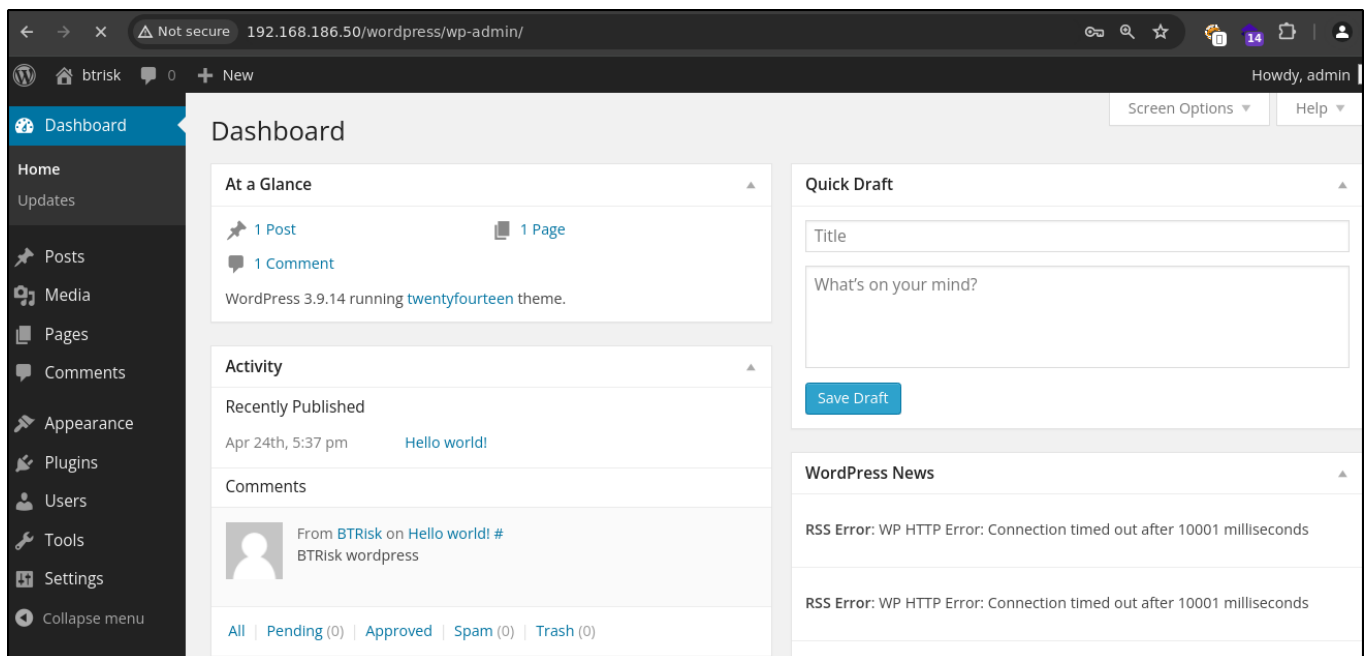 Not secure 192.168.186.50/wordpress/wp-admin/
14
btrisk 0 + New
Howdy, admin
Screen Options ▼ Help ▼
Dashboard
Home
Updates
Posts
Media
Pages
Comments
Appearance
Plugins
Users
Tools
Settings
Collapse menu
Dashboard
At a Glance
1 Post 1 Page
1 Comment
WordPress 3.9.14 running twentyfourteen theme.
Activity
Recently Published
Apr 24th, 5:37 pm Hello world!
Comments
From BTRisk on Hello world! #
BTRisk wordpress
All | Pending (0) | Approved | Spam (0) | Trash (0)
Quick Draft
Title
What's on your mind?
Save Draft
WordPress News
RSS Error: WP HTTP Error: Connection timed out after 10001 milliseconds
RSS Error: WP HTTP Error: Connection timed out after 10001 milliseconds